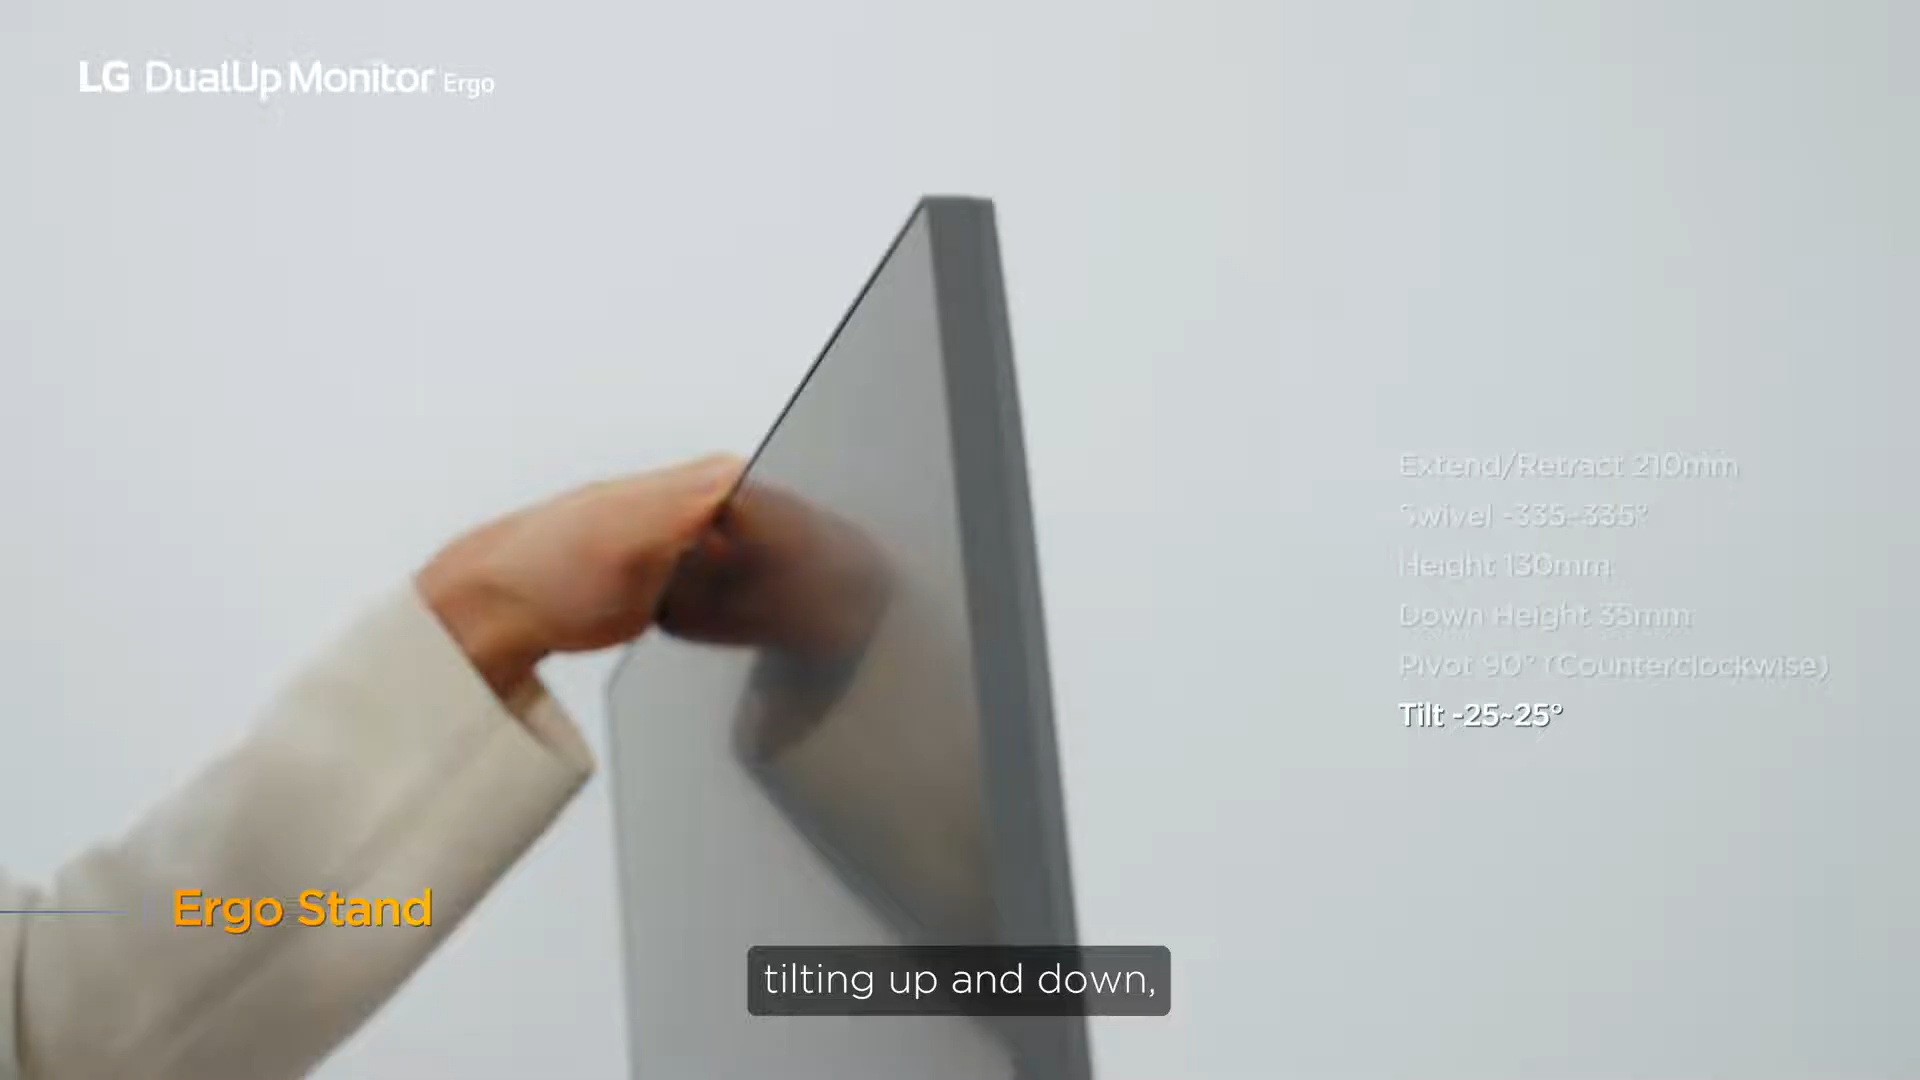 LG DualUp Monitor Ergo
Extend/Retract 210mm
Swivel -335~335°
Height 130mm
Down Height 35mm
Pivot 90° (Counterclockwise)
Tilt -25~25°
Ergo Stand
tilting up and down,